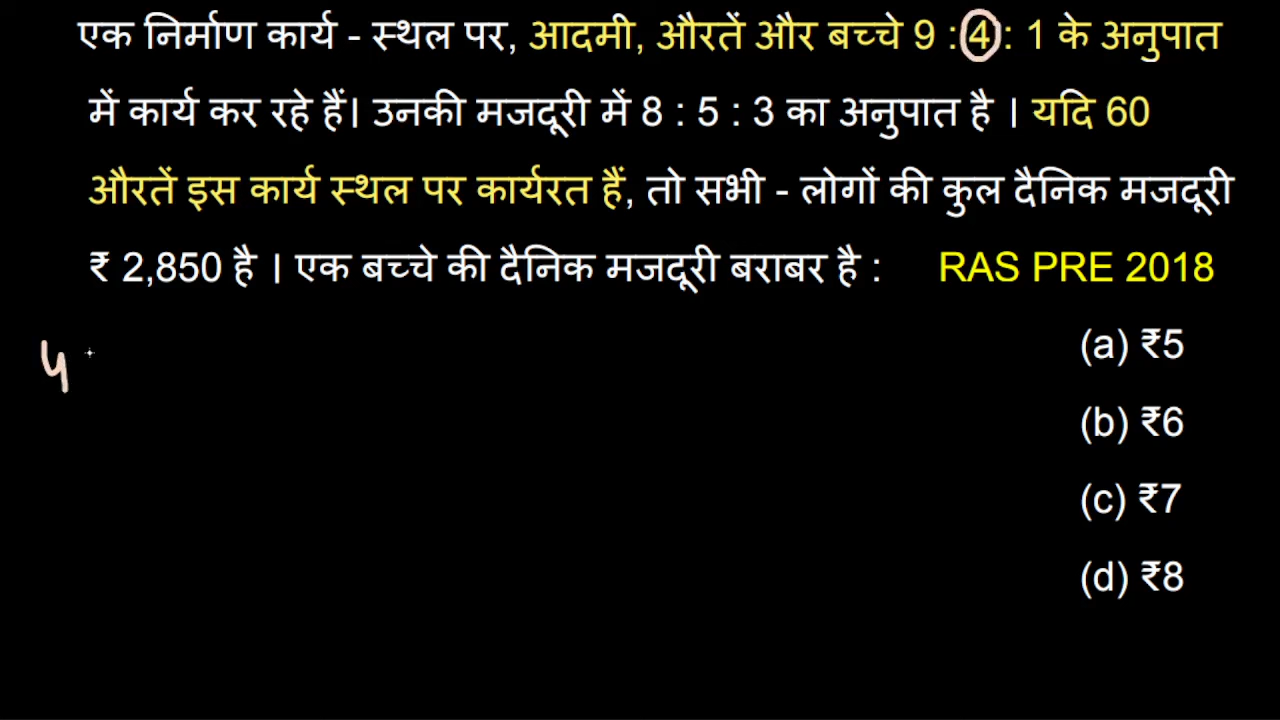 एक निर्माण कार्य - स्थल पर, आदमी, औरतें और बच्चे 9 : 4 : 1 के अनुपात
में कार्य कर रहे हैं। उनकी मजदूरी में 8 : 5 : 3 का अनुपात है । यदि 60
औरतें इस कार्य स्थल पर कार्यरत हैं, तो सभी - लोगों की कुल दैनिक मजदूरी
₹ 2,850 है । एक बच्चे की दैनिक मजदूरी बराबर है : RAS PRE 2018
(a) ₹5
4
(b) ₹6
(c) ₹7
(d) ₹8